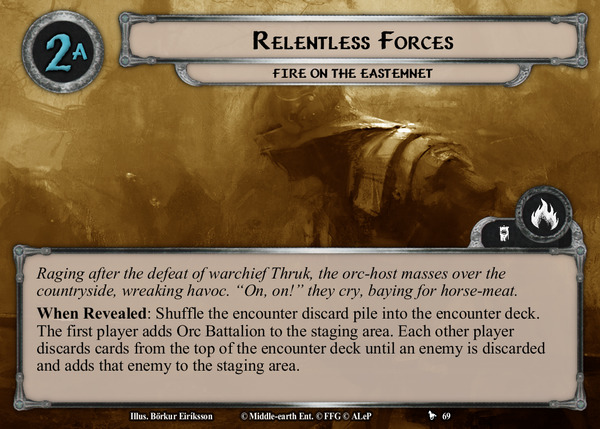 2A
Relentless Forces
Fire on the Eastemnet
Raging after the defeat of warchief Thruk, the orc-host masses over the
countryside, wreaking havoc. “On, on!” they cry, baying for horse-meat.
When Revealed: Shuffle the encounter discard pile into the encounter deck.
The first player adds Orc Battalion to the staging area. Each other player
discards cards from the top of the encounter deck until an enemy is discarded
and adds that enemy to the staging area.
Illus. Börkur Eiriksson © Middle-earth Ent. © FFG © ALeP 69